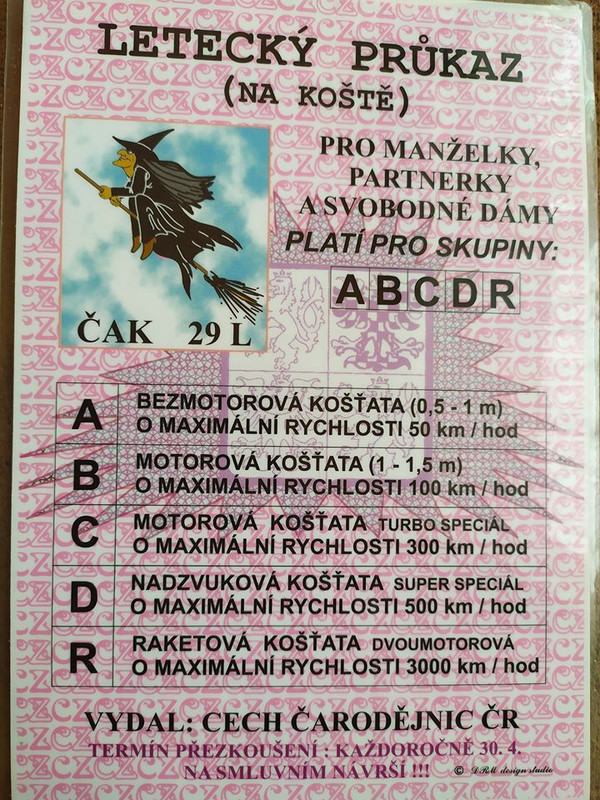 LETECKÝ PRŮKAZ
(NA KOŠTĚ)
PRO MANŽELKY,
PARTNERKY
A SVOBODNÉ DÁMY
PLATÍ PRO SKUPINY:
A B C D R
ČAK 29 L
A BEZMOTOROVÁ KOŠŤATA (0,5 - 1 m)
O MAXIMÁLNÍ RYCHLOSTI 50 km / hod
B MOTOROVÁ KOŠŤATA (1 - 1,5 m)
O MAXIMÁLNÍ RYCHLOSTI 100 km / hod
C MOTOROVÁ KOŠŤATA TURBO SPECIÁL
O MAXIMÁLNÍ RYCHLOSTI 300 km / hod
D NADZVUKOVÁ KOŠŤATA SUPER SPECIÁL
O MAXIMÁLNÍ RYCHLOSTI 500 km / hod
R RAKETOVÁ KOŠŤATA DVOUMOTOROVÁ
O MAXIMÁLNÍ RYCHLOSTI 3000 km / hod
VYDAL: CECH ČARODĚJNIC ČR
TERMÍN PŘEZKOUŠENÍ : KAŽDOROČNĚ 30. 4.
NA SMLUVNÍM NÁVRŠÍ !!!
© DRM design studio